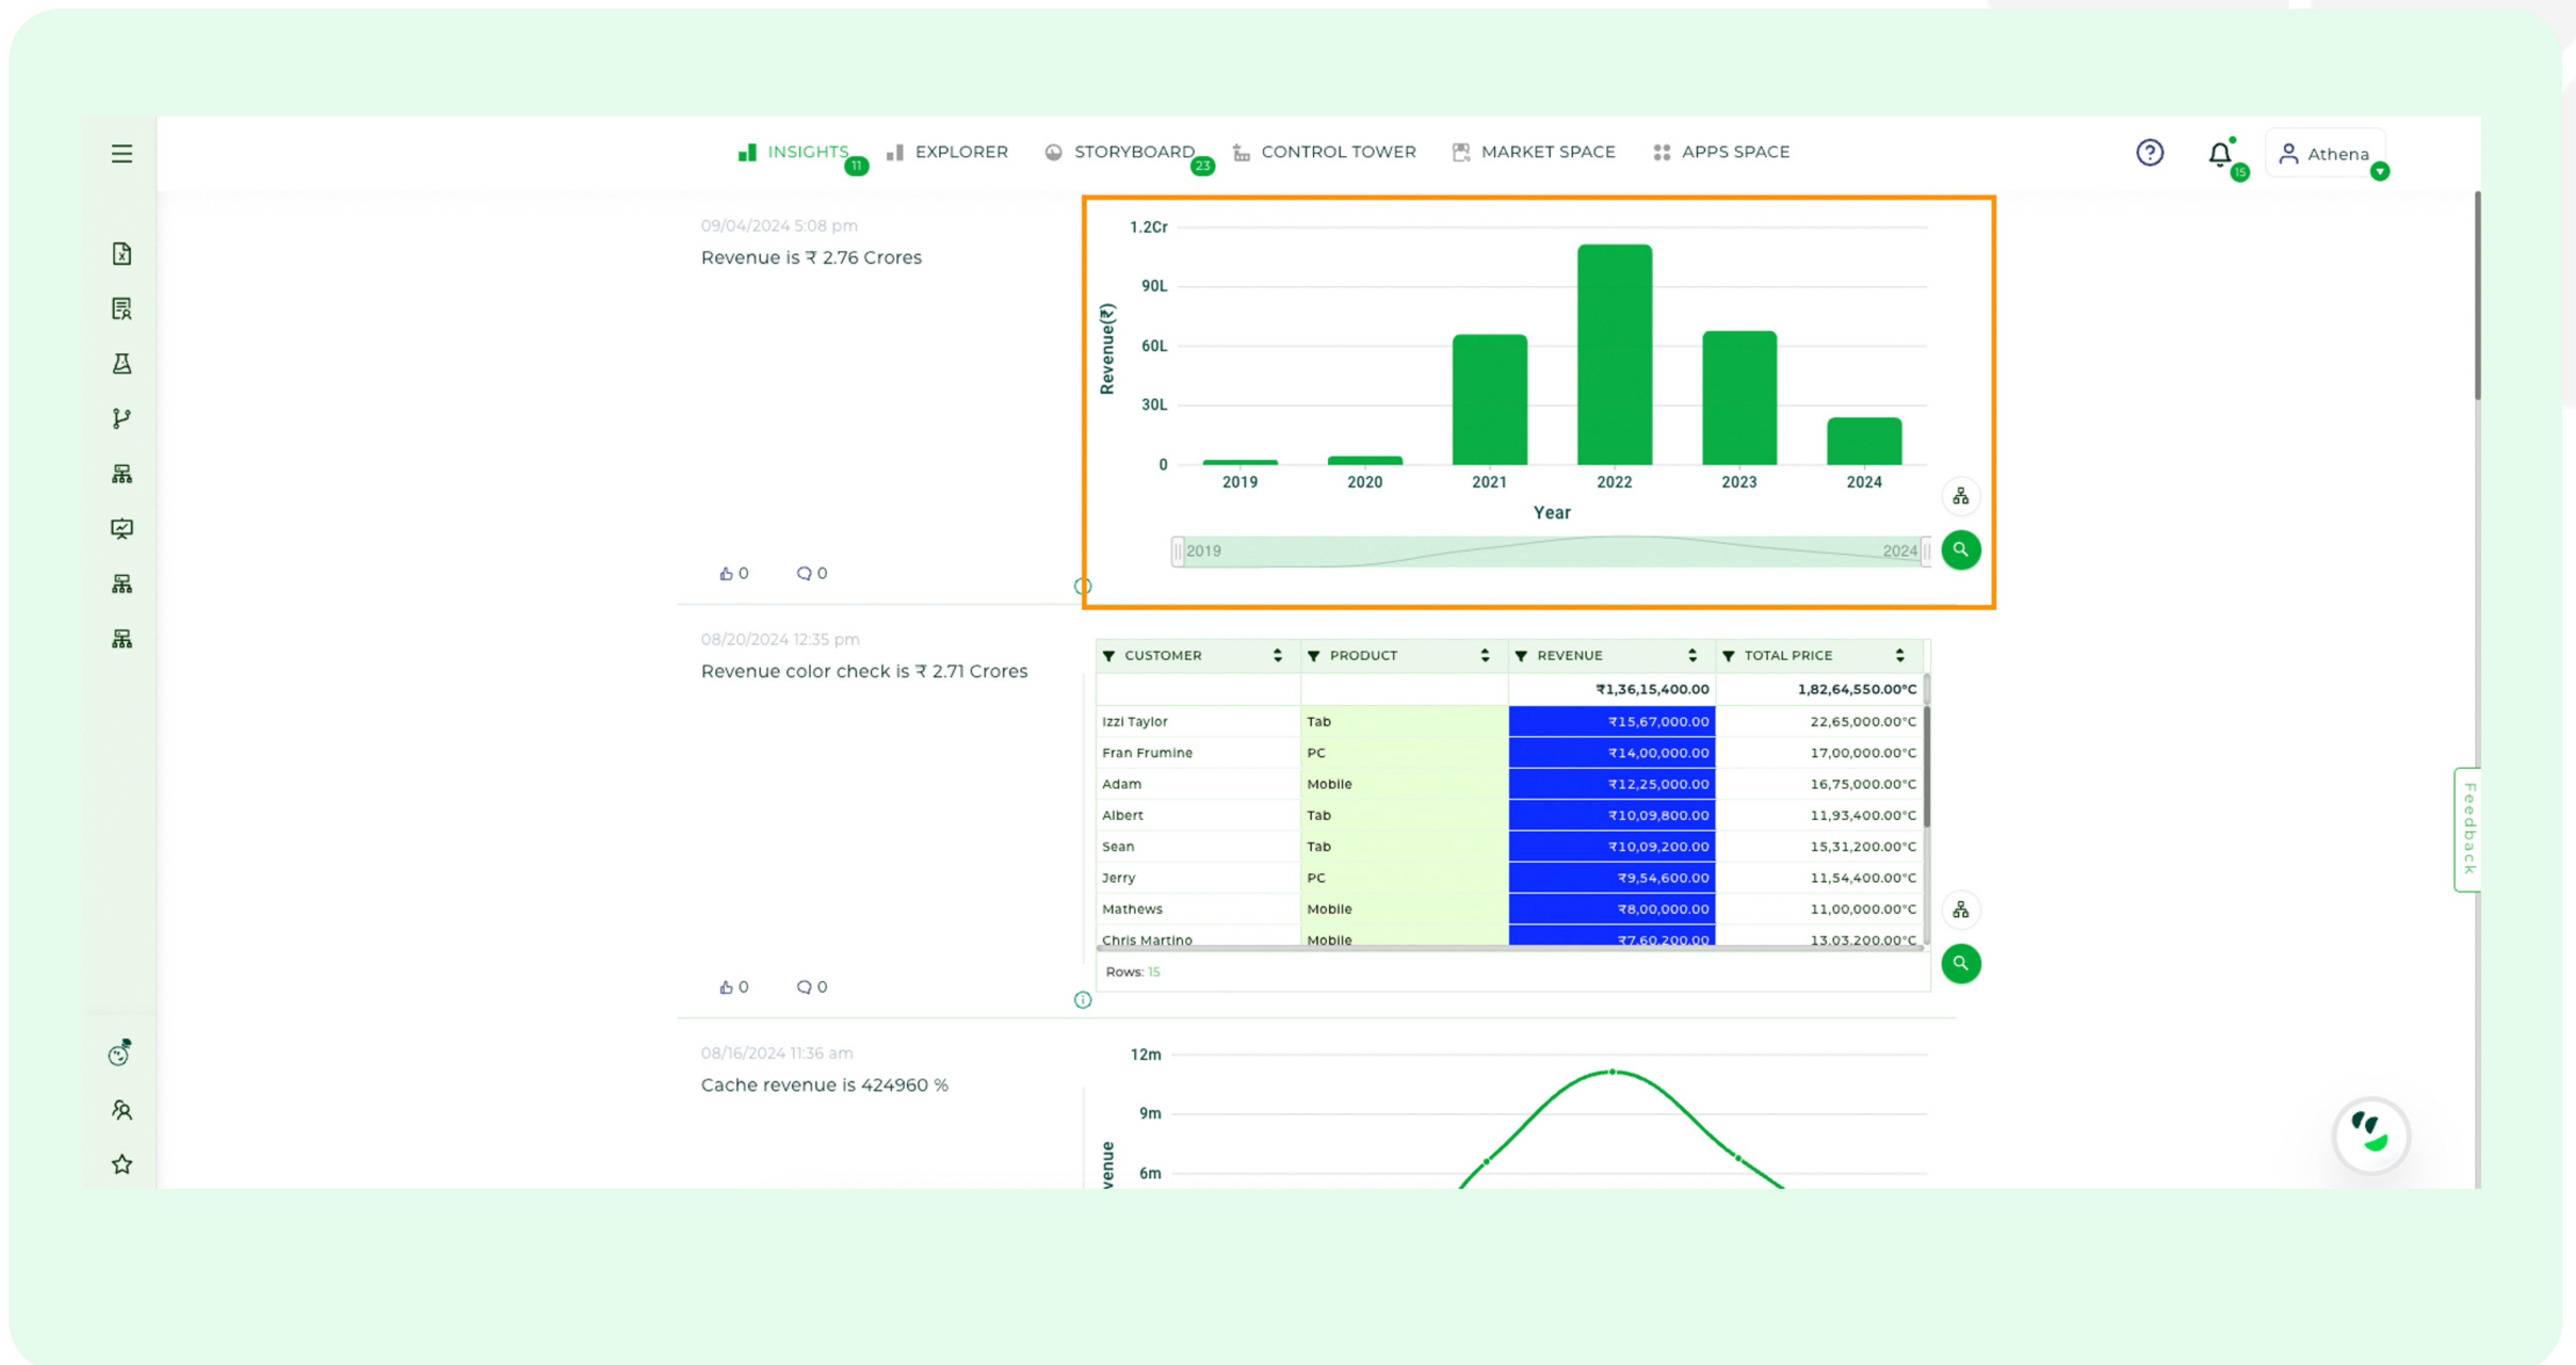 INSIGHTS 11 EXPLORER STORYBOARD 23 CONTROL TOWER MARKET SPACE APPS SPACE 15 Athena
09/04/2024 5:08 pm
Revenue is ₹ 2.76 Crores
0 0
1.2Cr
90L
60L
30L
0
Revenue(₹)
2019 2020 2021 2022 2023 2024
Year
2019 2024
08/20/2024 12:35 pm
Revenue color check is ₹ 2.71 Crores
0 0
CUSTOMER PRODUCT REVENUE TOTAL PRICE
₹1,36,15,400.00 1,82,64,550.00°C
Izzi Taylor Tab ₹15,67,000.00 22,65,000.00°C
Fran Frumine PC ₹14,00,000.00 17,00,000.00°C
Adam Mobile ₹12,25,000.00 16,75,000.00°C
Albert Tab ₹10,09,800.00 11,93,400.00°C
Sean Tab ₹10,09,200.00 15,31,200.00°C
Jerry PC ₹9,54,600.00 11,54,400.00°C
Mathews Mobile ₹8,00,000.00 11,00,000.00°C
Chris Martino Mobile ₹7,60,200.00 13,03,200.00°C
Rows: 15
08/16/2024 11:36 am
Cache revenue is 424960 %
12m
9m
6m
venue
Feedback